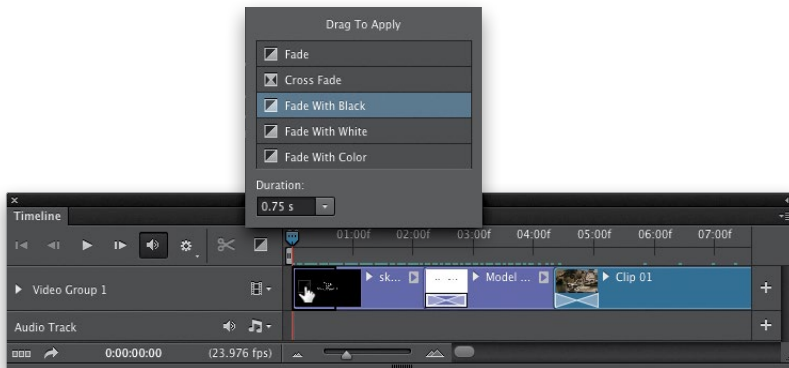 Drag To Apply
Fade
Cross Fade
Fade With Black
Fade With White
Fade With Color
Duration:
0.75 s
Timeline
01:00f 02:00f 03:00f 04:00f 05:00f 06:00f 07:00f
Video Group 1
sk... Model ... Clip 01
Audio Track
0:00:00:00 (23.976 fps)